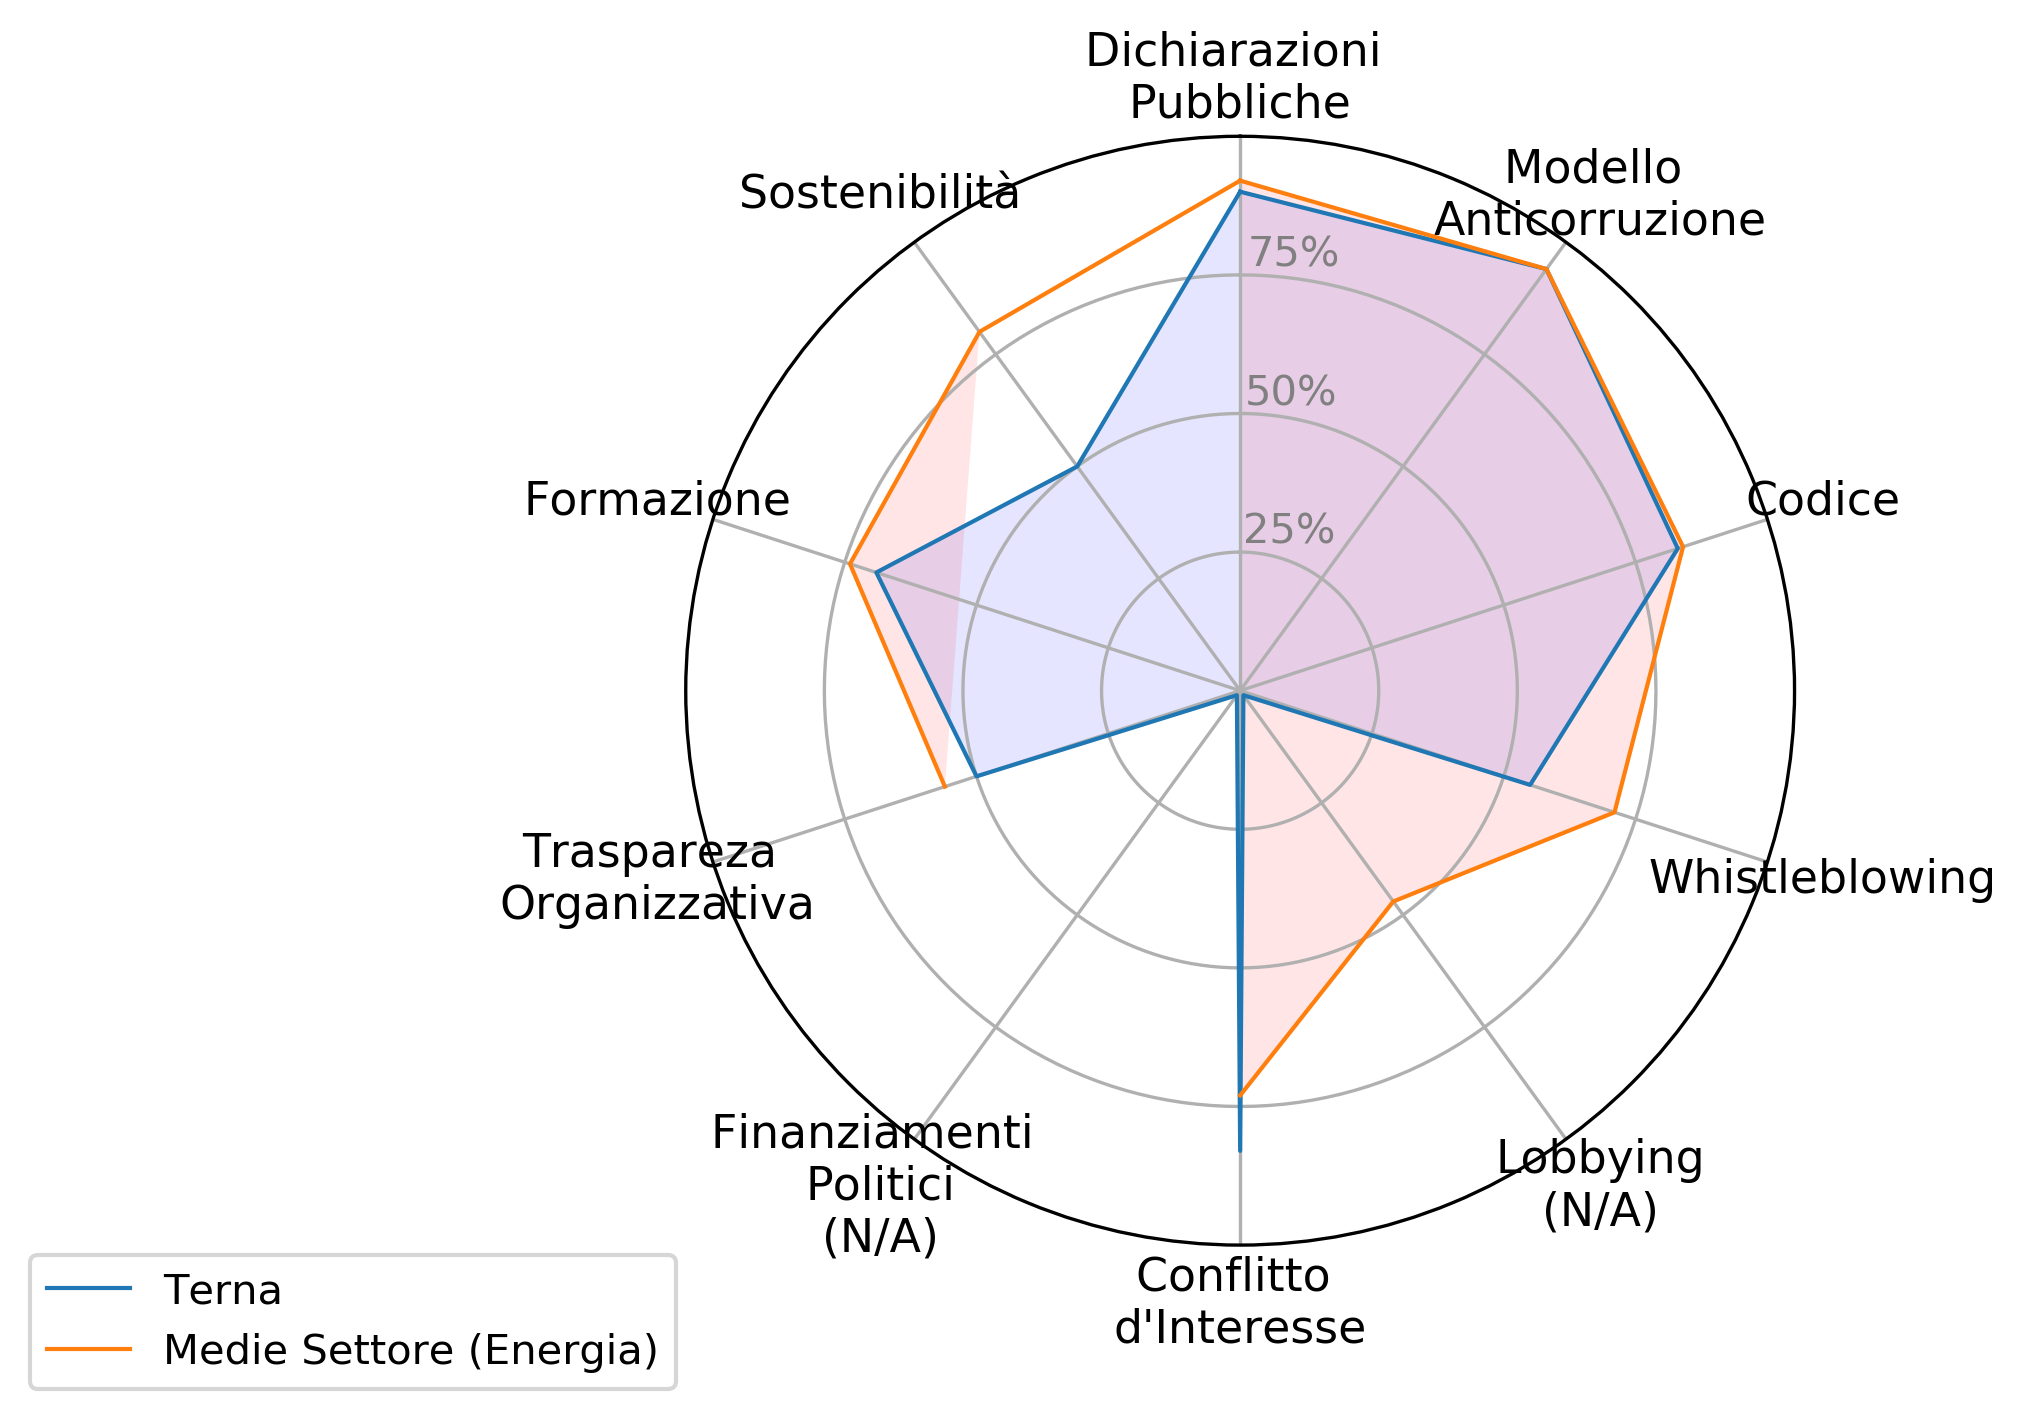 Dichiarazioni
Pubbliche
Modello
Anticorruzione
Sostenibilità
75%
50%
Formazione
Codice
25%
Traspareza
Organizzativa
Whistleblowing
Finanziamenti
Politici
(N/A)
Lobbying
(N/A)
Conflitto
d'Interesse
Terna
Medie Settore (Energia)